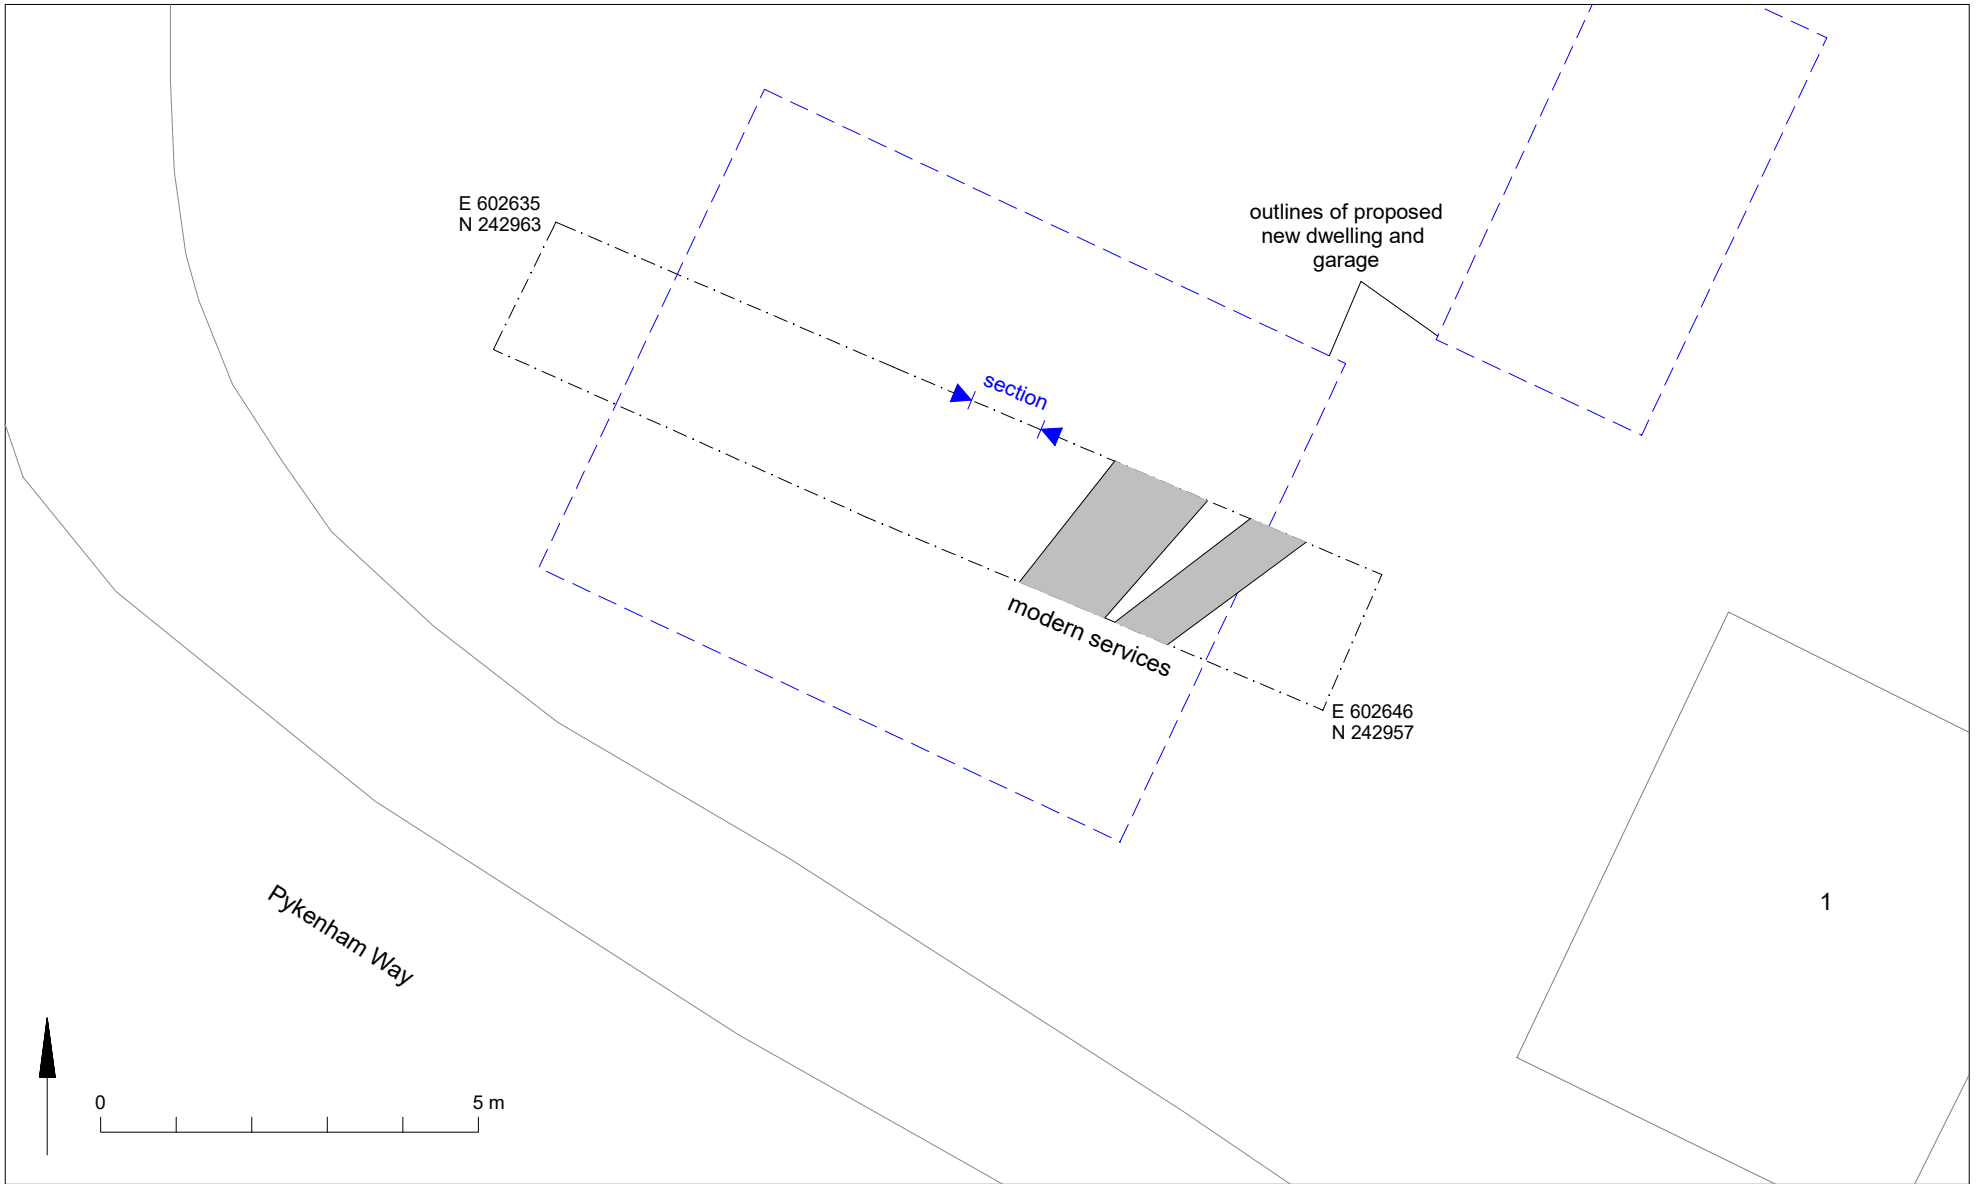 E 602635
N 242963
outlines of proposed
new dwelling and
garage
section
modern services
E 602646
N 242957
1
Pykenham Way
0
5 m